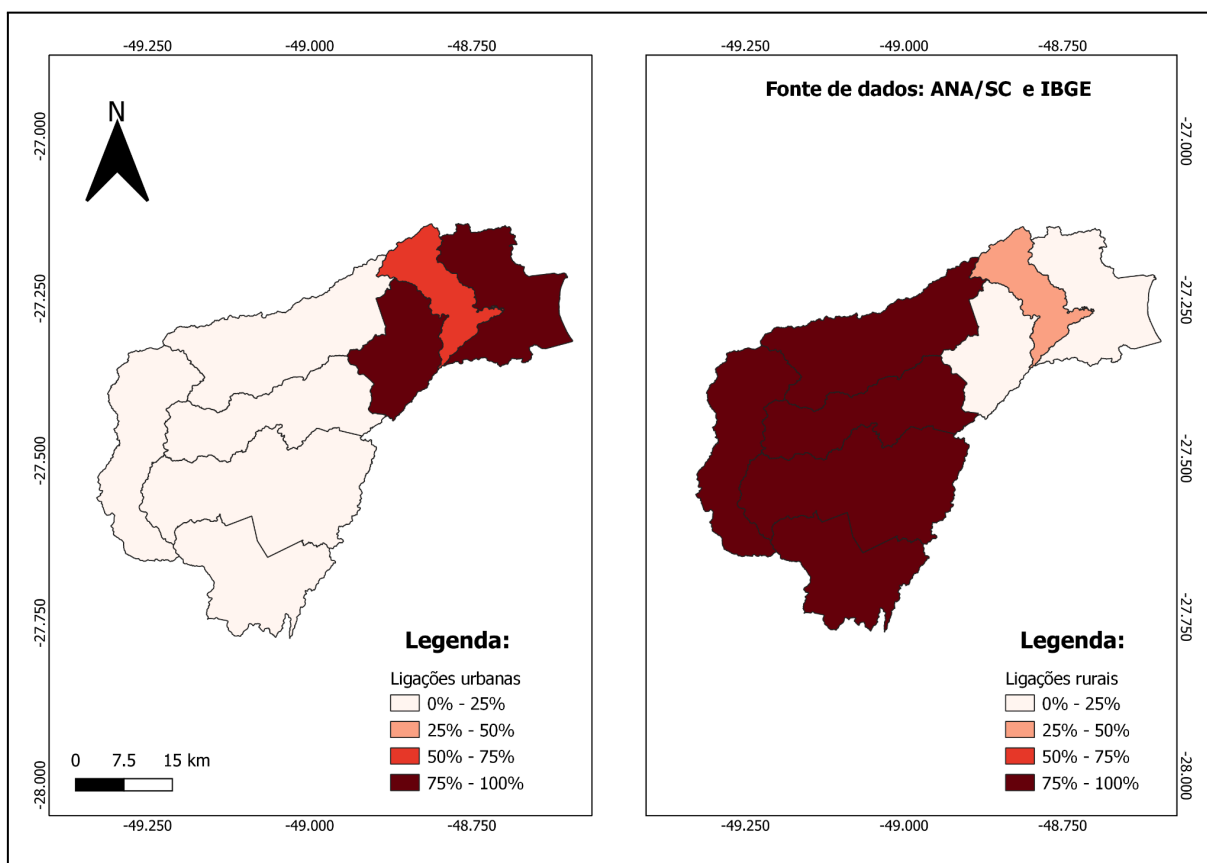 -49.250 -49.000 -48.750
N
-27.000
-27.250
-27.500
-27.750
-28.000
Legenda:
Ligações urbanas
0% - 25%
25% - 50%
50% - 75%
75% - 100%
0 7.5 15 km
-49.250 -49.000 -48.750
-49.250 -49.000 -48.750
Fonte de dados: ANA/SC e IBGE
-27.000
-27.250
-27.500
-27.750
-28.000
Legenda:
Ligações rurais
0% - 25%
25% - 50%
50% - 75%
75% - 100%
-49.250 -49.000 -48.750